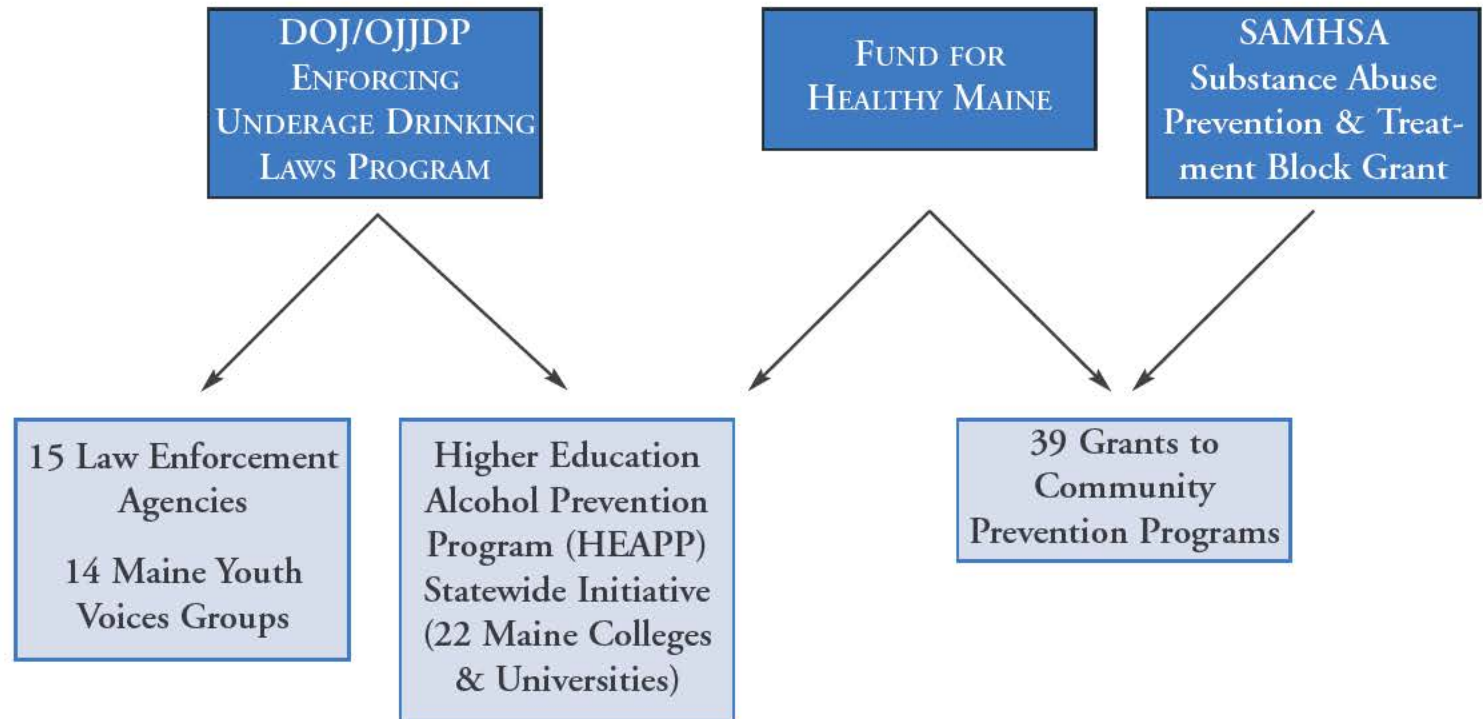 DOJ/OJJDP
ENFORCING
UNDERAGE DRINKING
LAWS PROGRAM
FUND FOR
HEALTHY MAINE
SAMHSA
Substance Abuse
Prevention & Treat-
ment Block Grant
15 Law Enforcement
Agencies
14 Maine Youth
Voices Groups
Higher Education
Alcohol Prevention
Program (HEAPP)
Statewide Initiative
(22 Maine Colleges
& Universities)
39 Grants to
Community
Prevention Programs